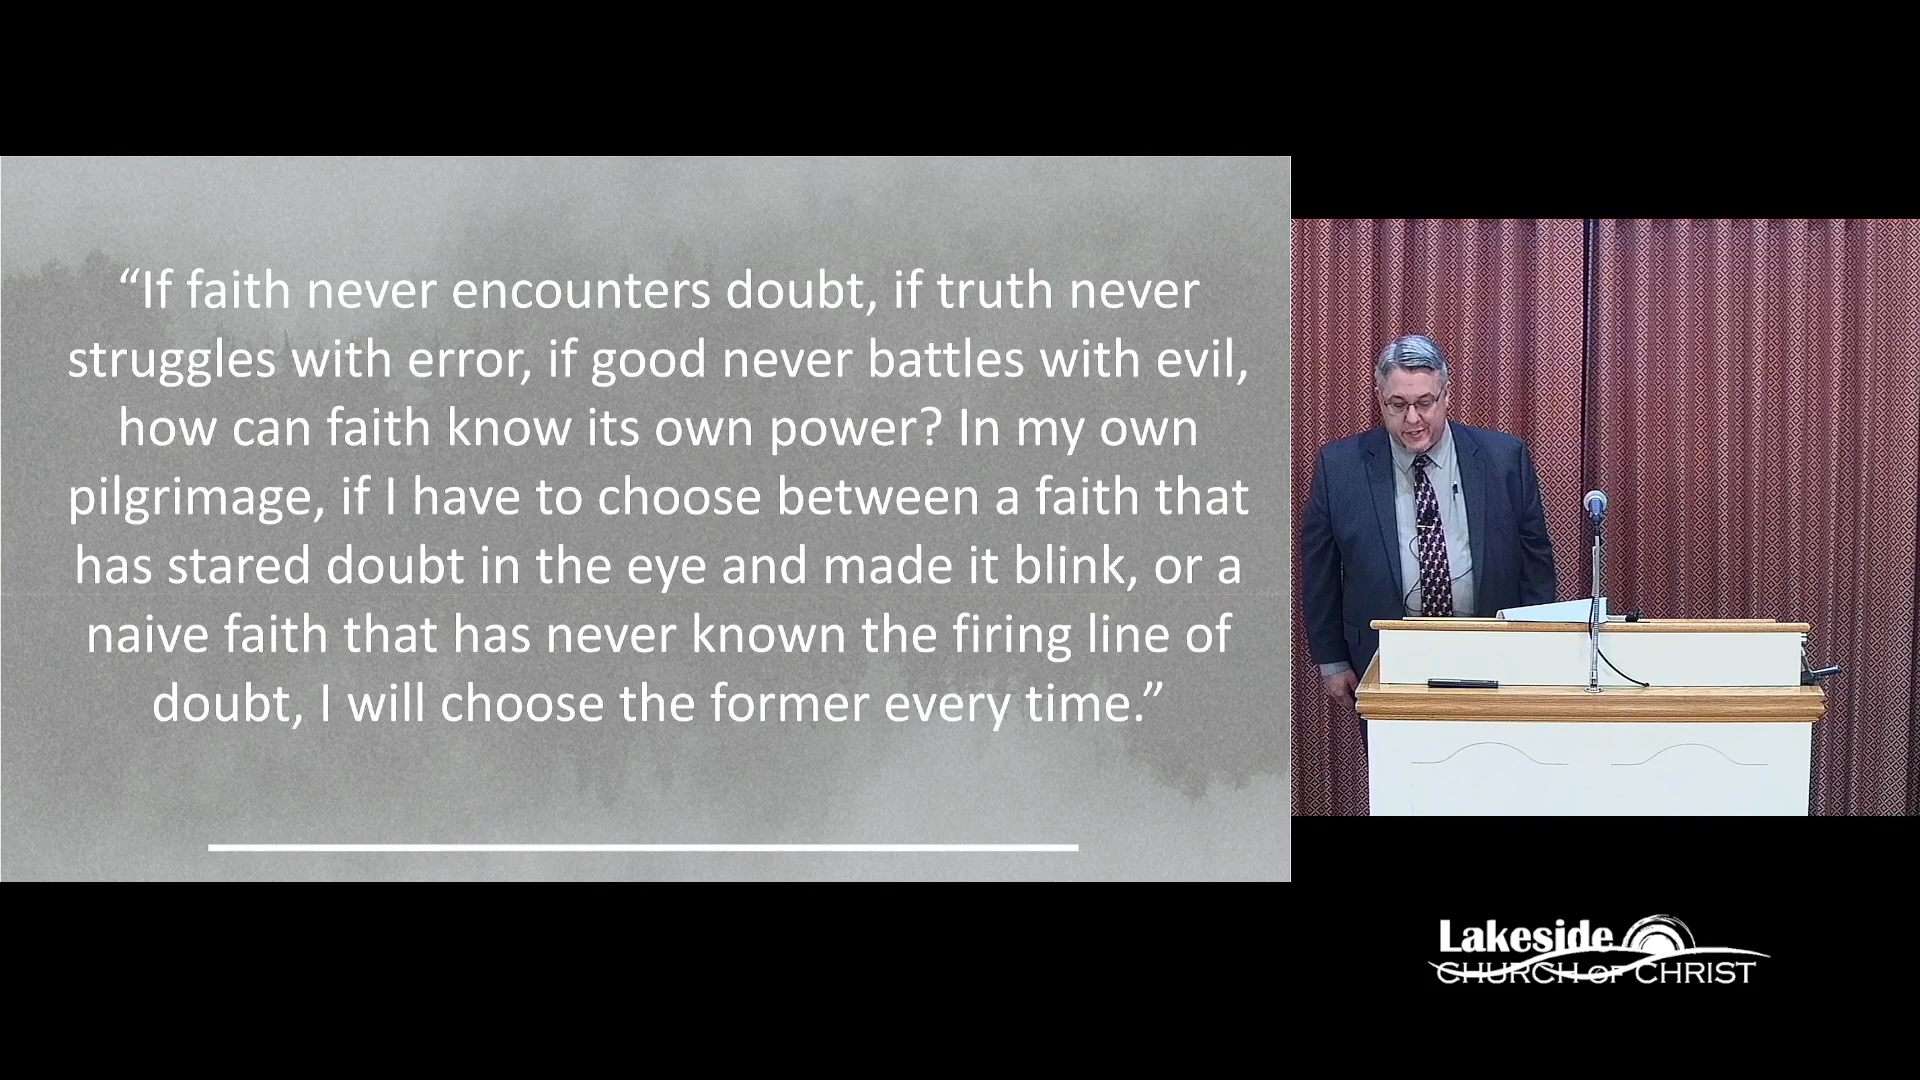 “If faith never encounters doubt, if truth never
struggles with error, if good never battles with evil,
how can faith know its own power? In my own
pilgrimage, if I have to choose between a faith that
has stared doubt in the eye and made it blink, or a
naive faith that has never known the firing line of
doubt, I will choose the former every time.”
Lakeside
CHURCH OF CHRIST